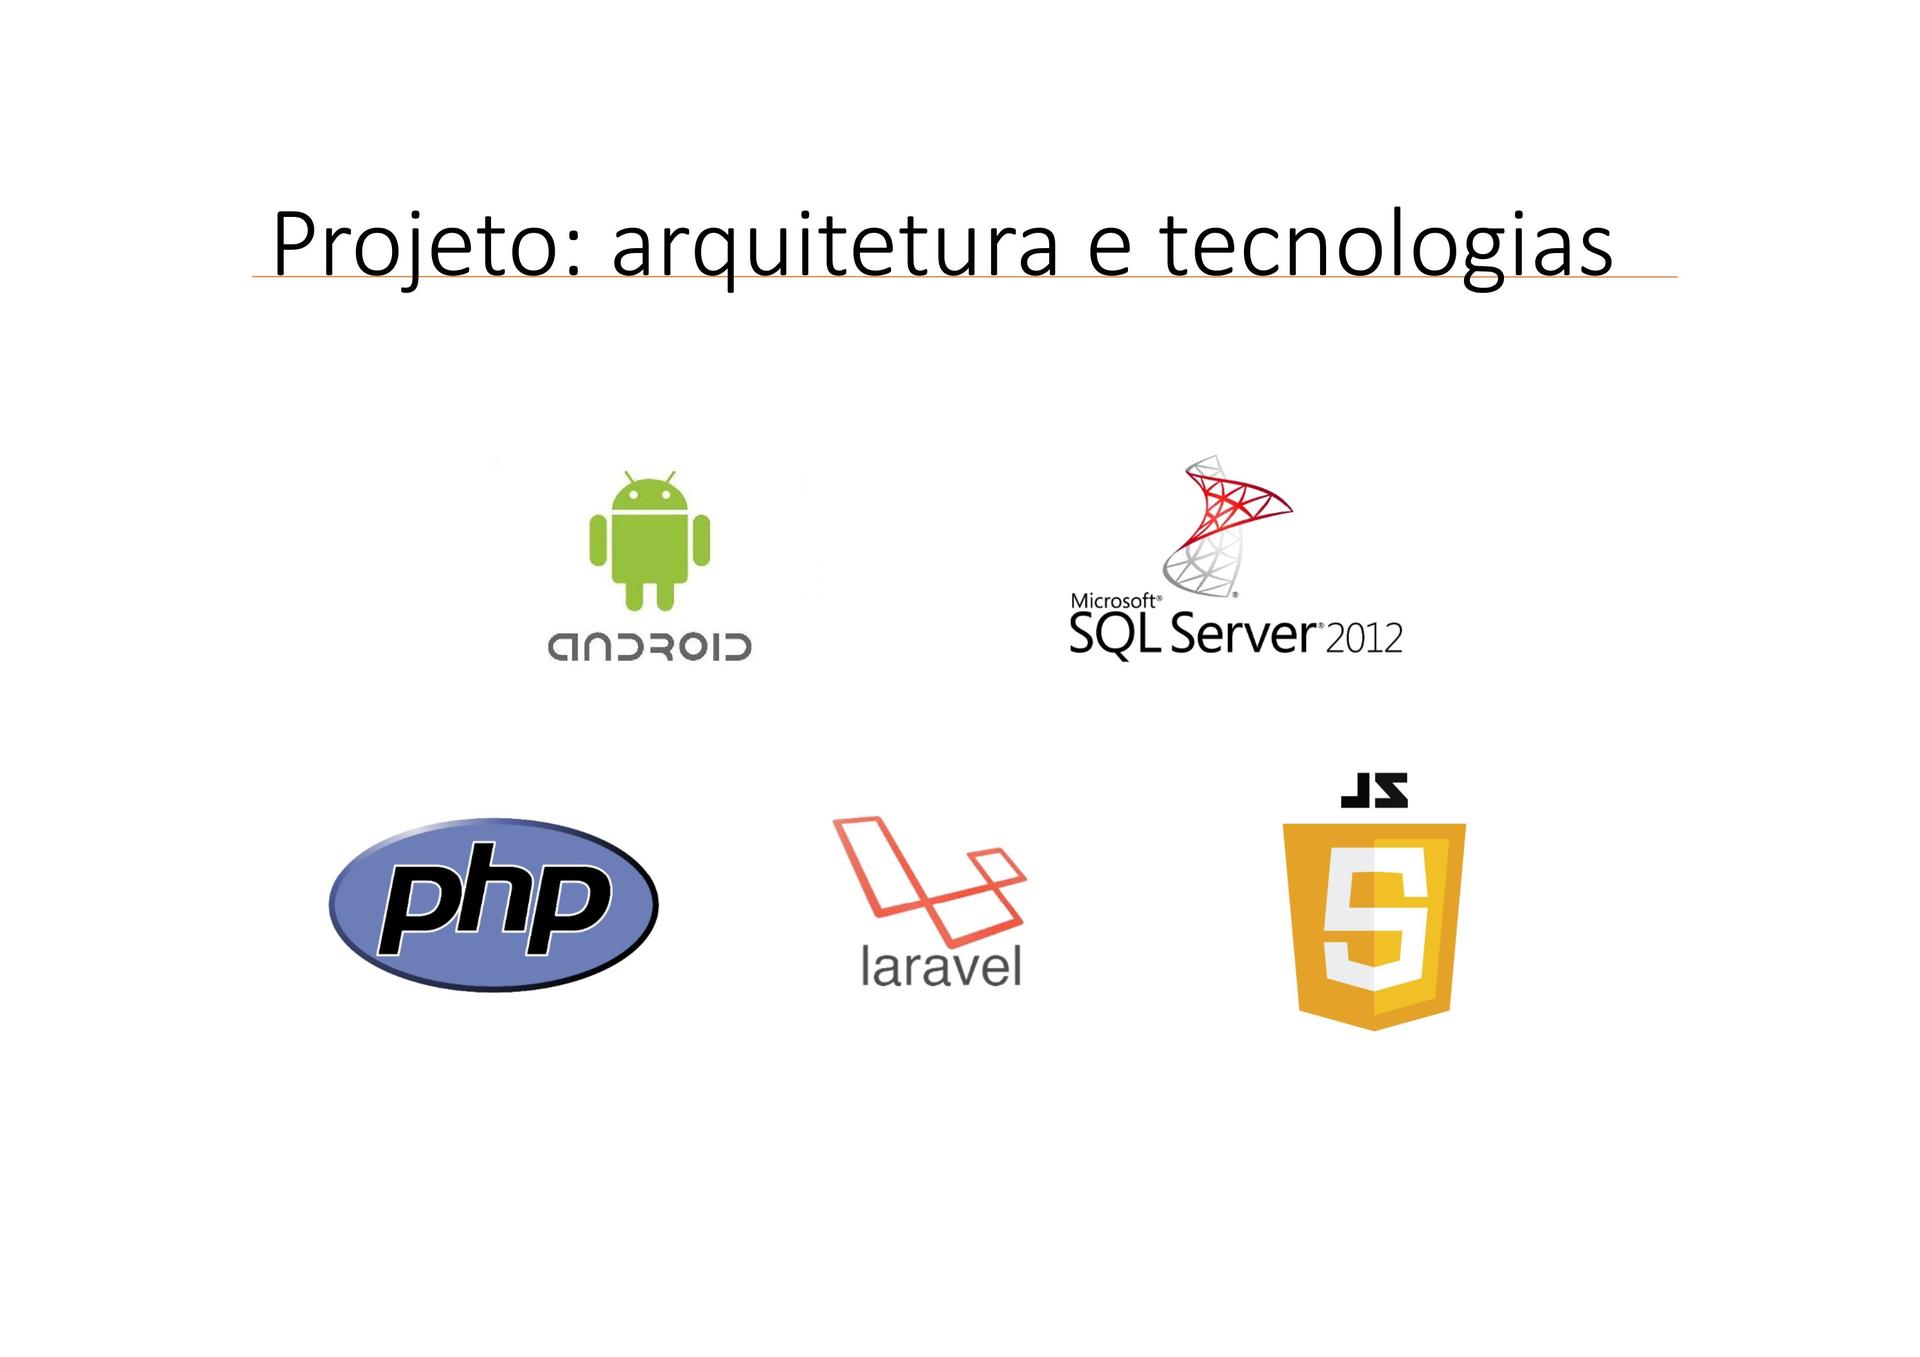 Projeto: arquitetura e tecnologias
ANDROID
Microsoft®
SQL Server® 2012
JS
php
laravel
5